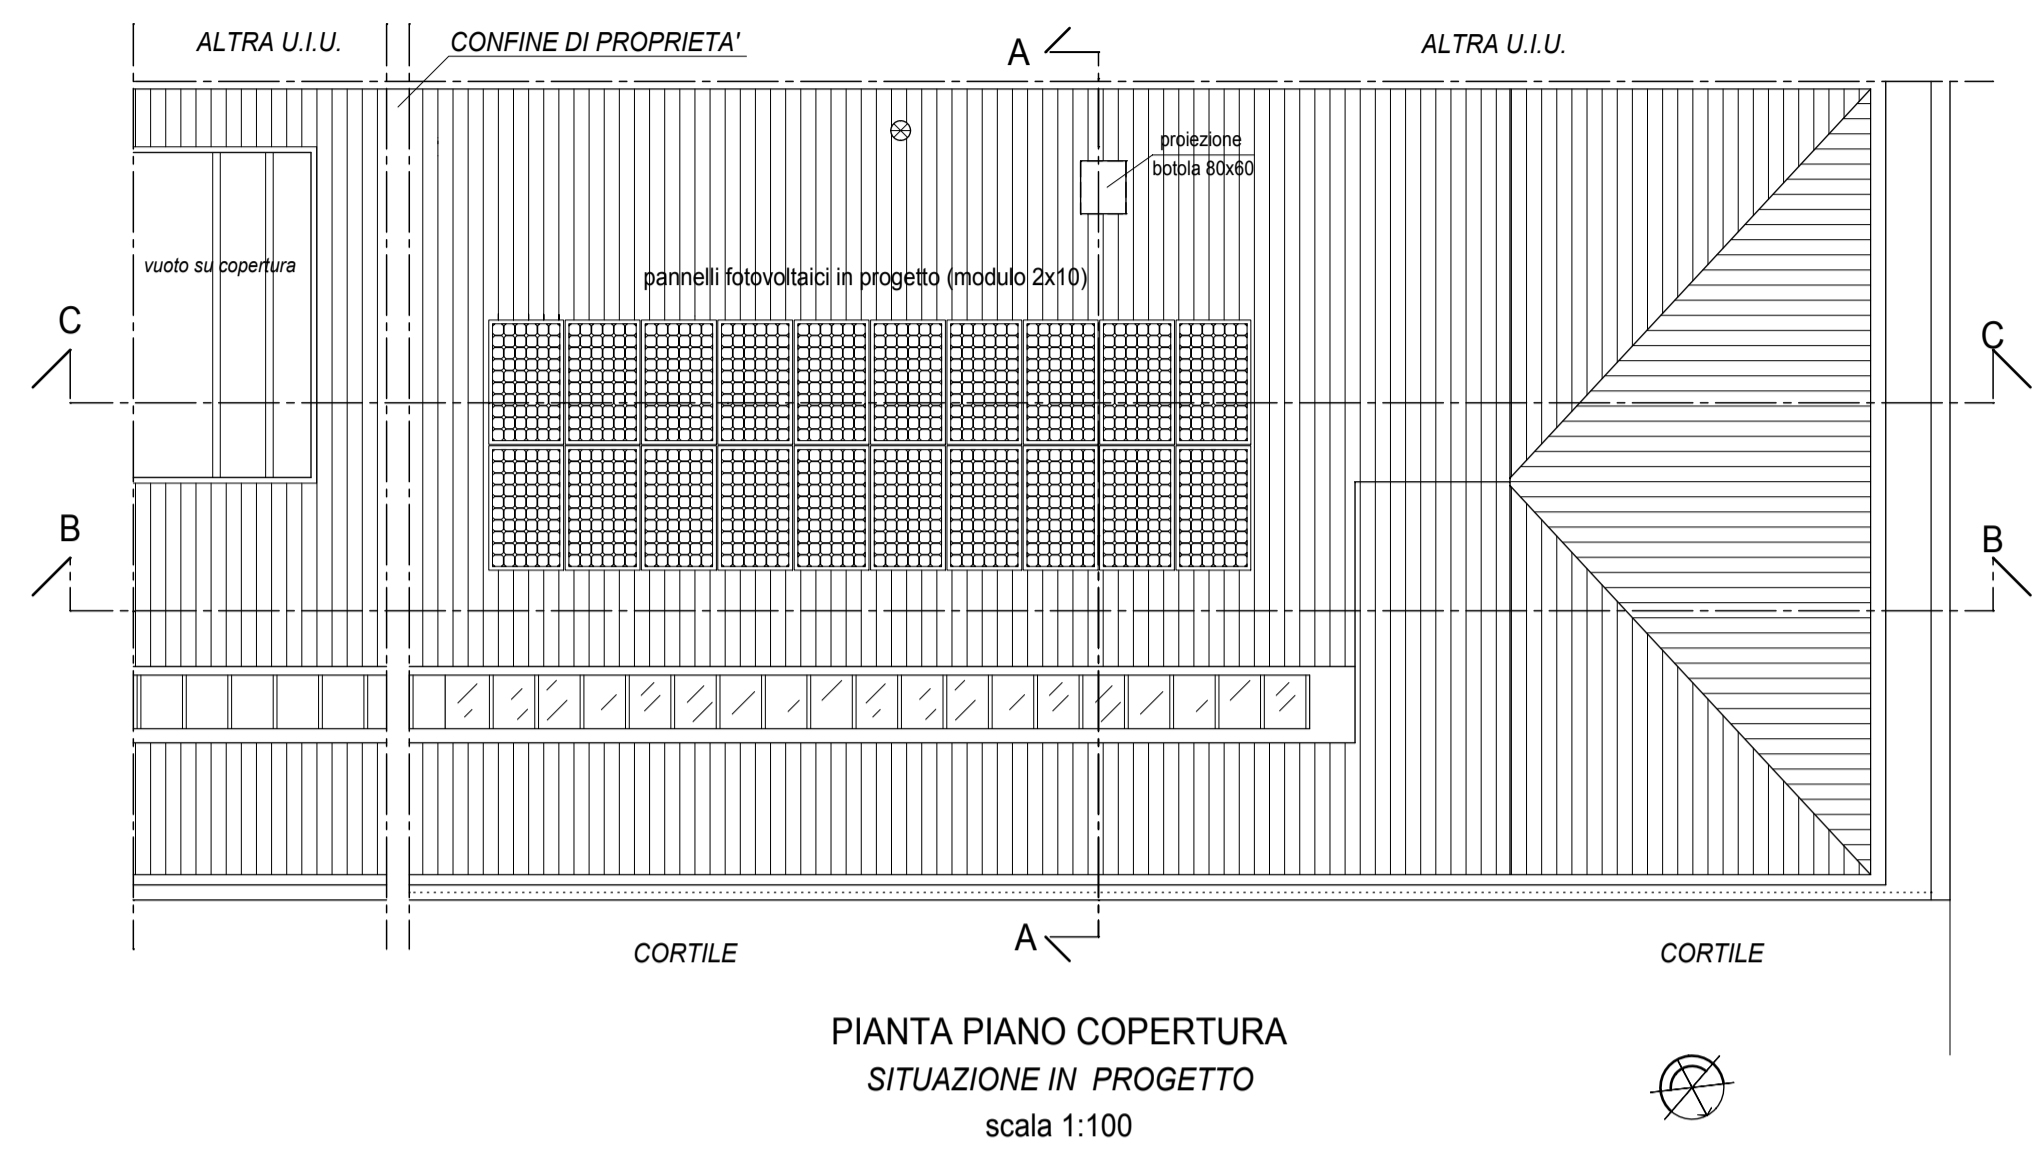 ALTRA U.I.U.
CONFINE DI PROPRIETA'
A
ALTRA U.I.U.
proiezione
botola 80x60
vuoto su copertura
pannelli fotovoltaici in progetto (modulo 2x10)
C
C
B
B
A
CORTILE
CORTILE
PIANTA PIANO COPERTURA
SITUAZIONE IN PROGETTO
scala 1:100